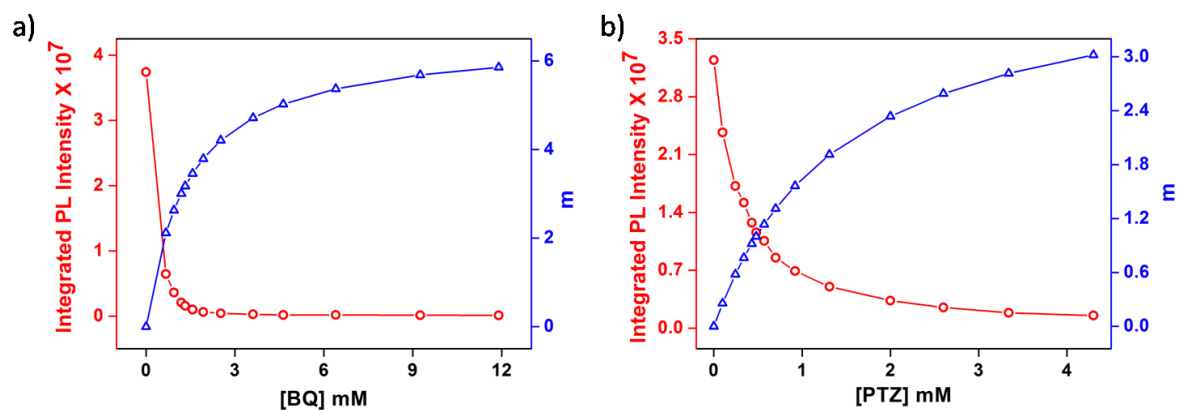 a)
Integrated PL Intensity X 10^7
4
3
2
1
0
6
4
2
0
m
0 3 6 9 12
[BQ] mM
b)
Integrated PL Intensity X 10^7
3.5
2.8
2.1
1.4
0.7
0.0
3.0
2.4
1.8
1.2
0.6
0.0
m
0 1 2 3 4
[PTZ] mM